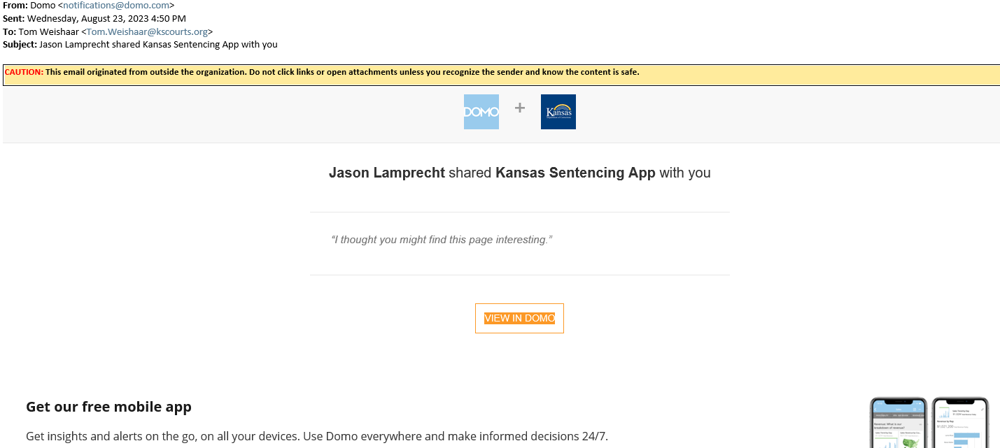 From: Domo <notifications@domo.com>
Sent: Wednesday, August 23, 2023 4:50 PM
To: Tom Weishaar <Tom.Weishaar@kscourts.org>
Subject: Jason Lamprecht shared Kansas Sentencing App with you
CAUTION: This email originated from outside the organization. Do not click links or open attachments unless you recognize the sender and know the content is safe.
DOMO + Kansas
Jason Lamprecht shared Kansas Sentencing App with you
“I thought you might find this page interesting.”
VIEW IN DOMO
Get our free mobile app
Get insights and alerts on the go, on all your devices. Use Domo everywhere and make informed decisions 24/7.